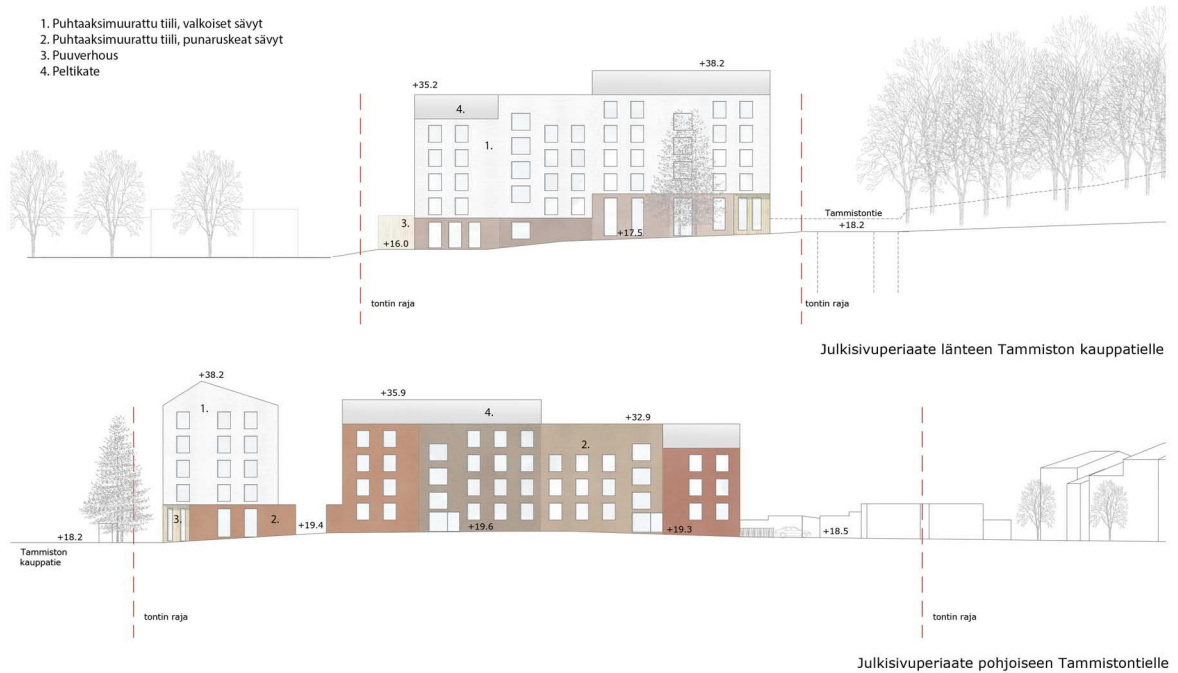 1. Puhtaaksimuurattu tiili, valkoiset sävyt
2. Puhtaaksimuurattu tiili, punaruskeat sävyt
3. Puuverhous
4. Peltikate
+38.2
+35.2
4.
1.
3.
+16.0
+17.5
Tammistontie
+18.2
tontin raja
tontin raja
Julkisivuperiaate länteen Tammiston kauppatielle
+38.2
1.
+35.9
4.
+32.9
2.
3.
2.
+19.4
+19.6
+19.3
+18.5
+18.2
Tammiston
kauppatie
tontin raja
tontin raja
Julkisivuperiaate pohjoiseen Tammistontielle